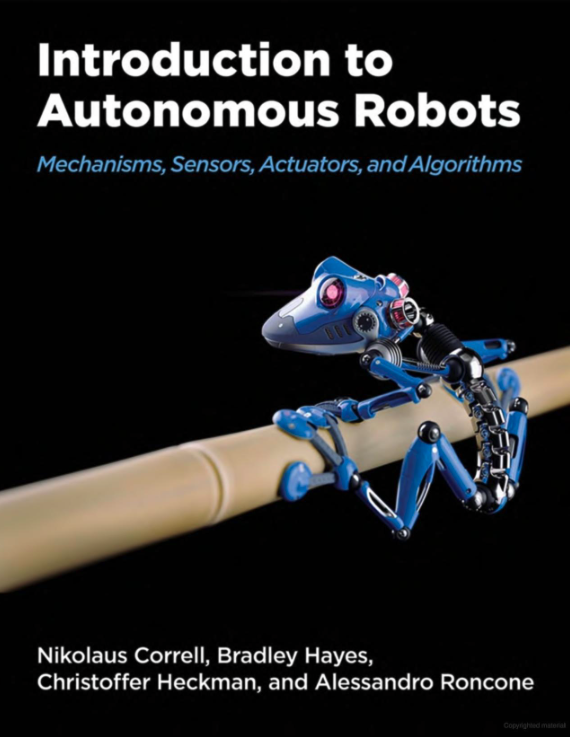 Introduction to
Autonomous Robots
Mechanisms, Sensors, Actuators, and Algorithms
Nikolaus Correll, Bradley Hayes,
Christoffer Heckman, and Alessandro Roncone
Copyrighted material